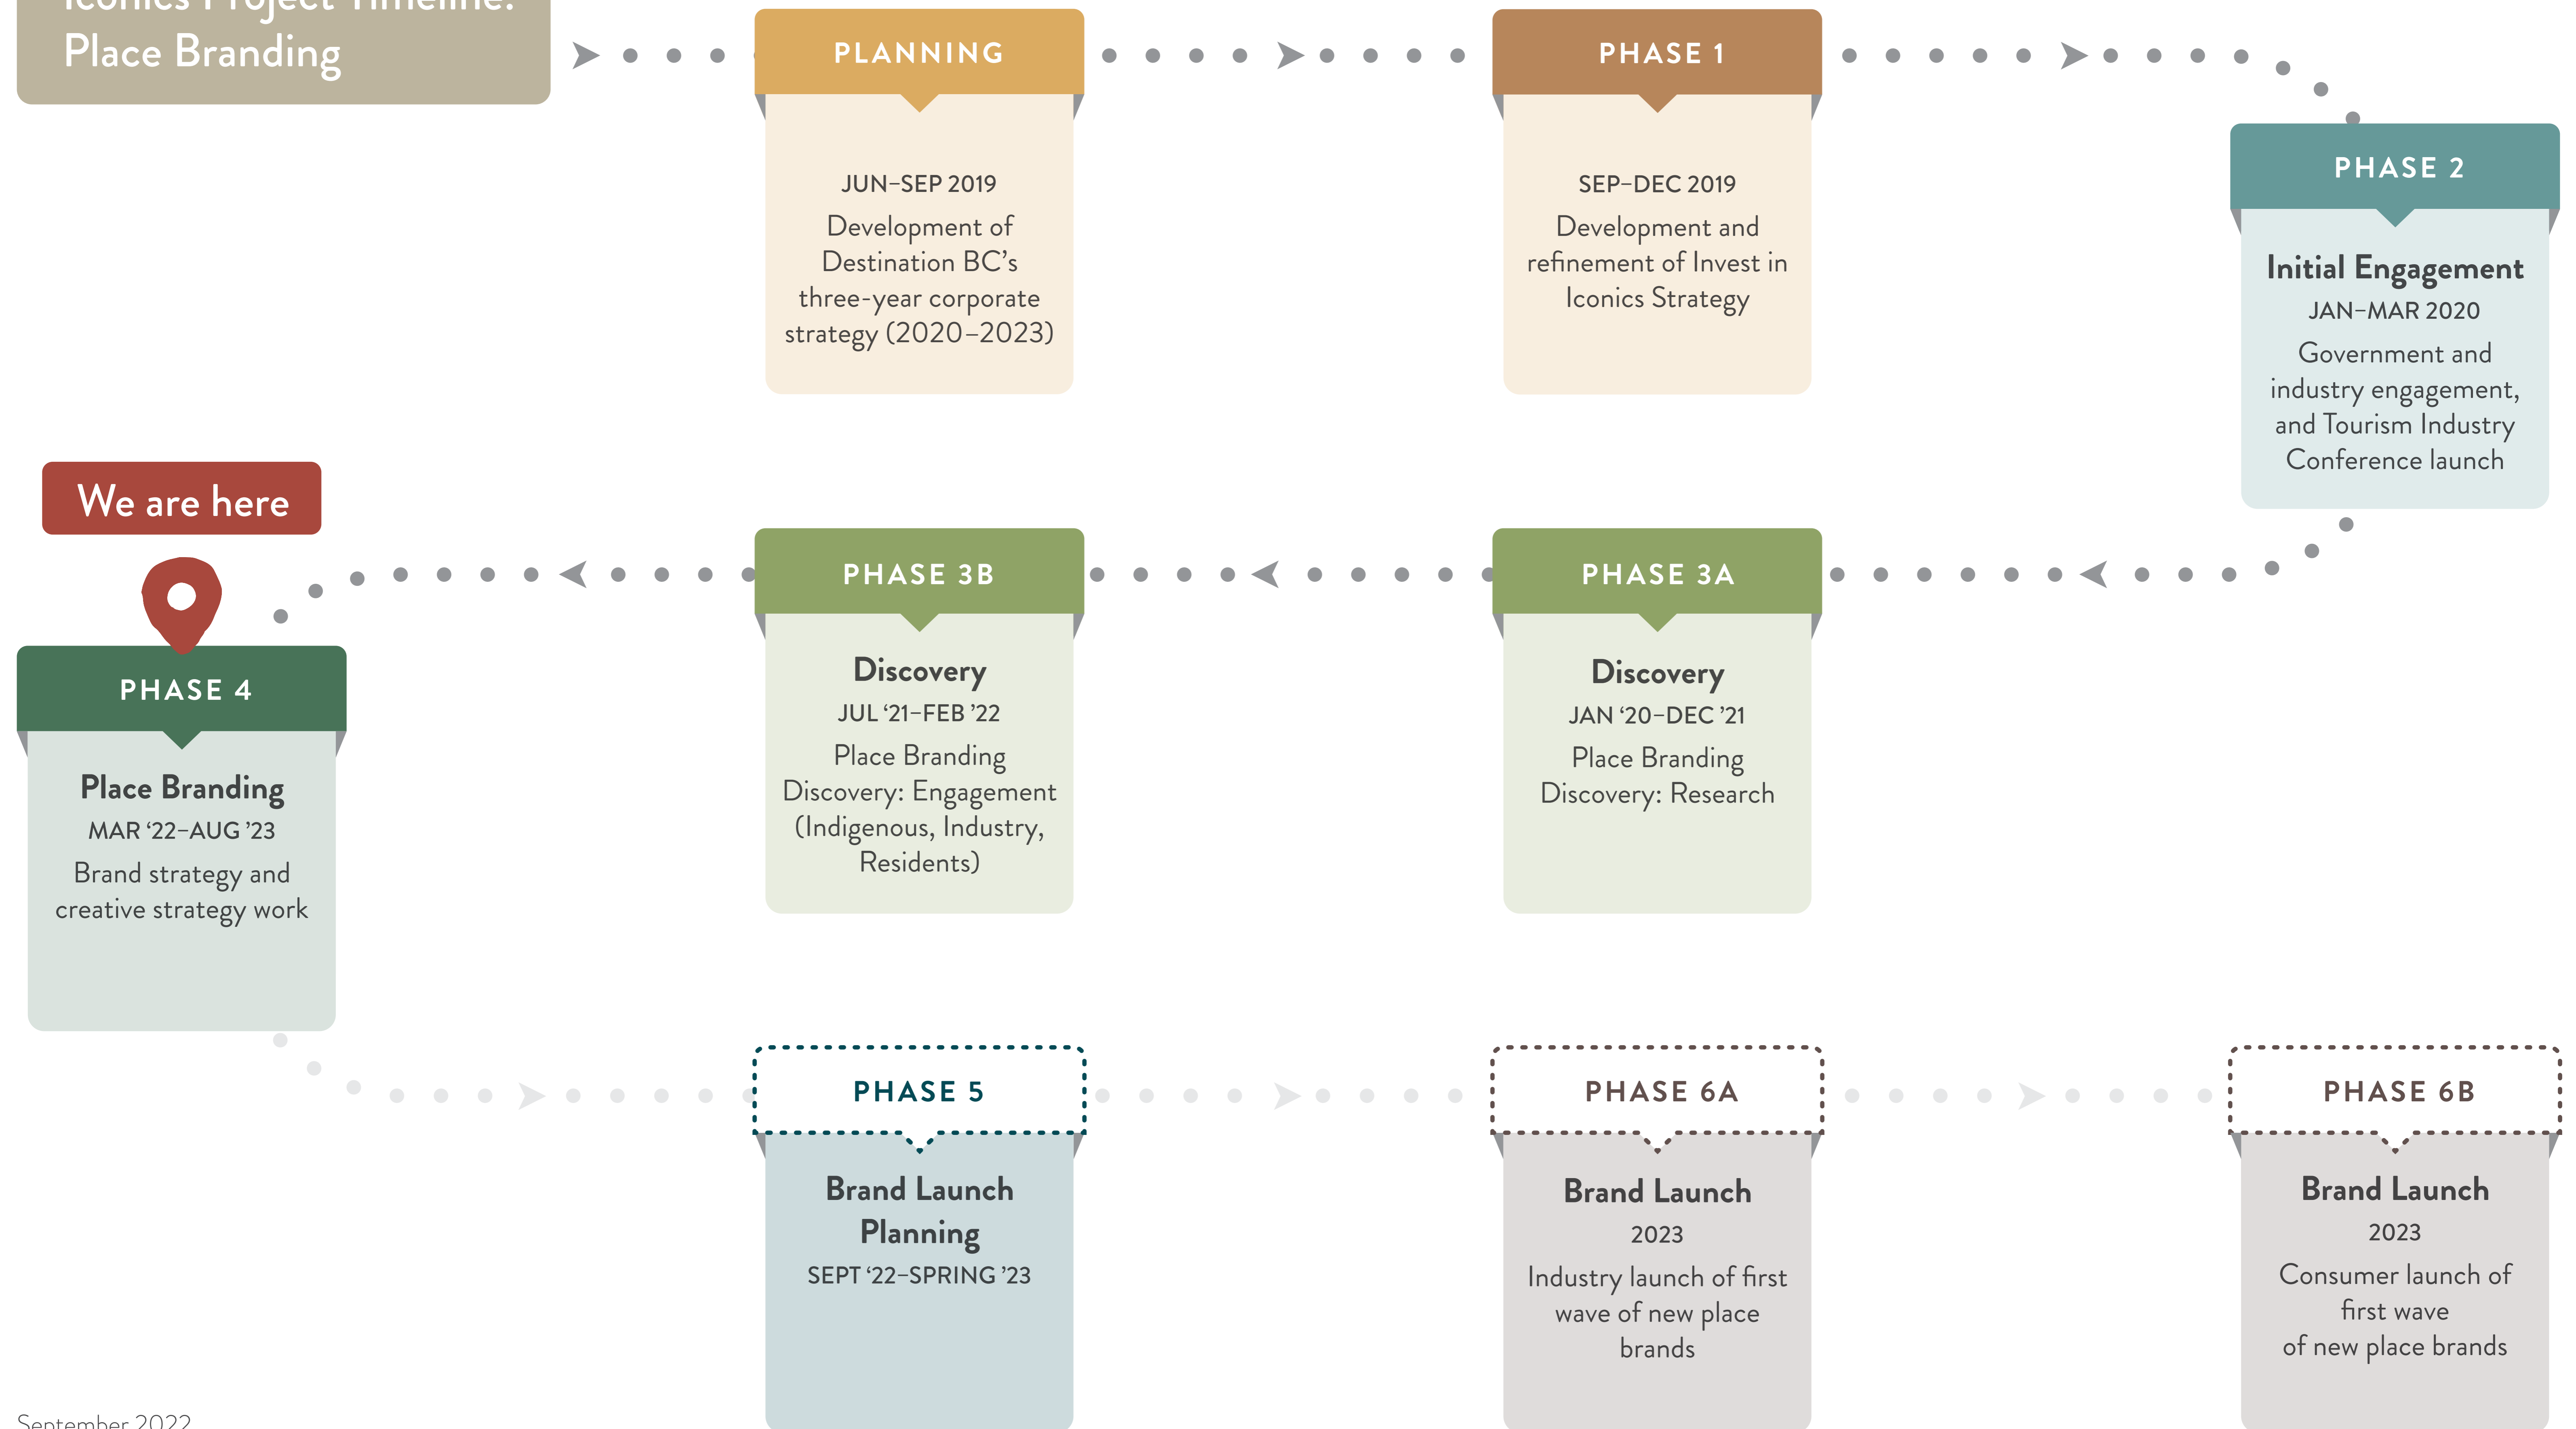 Iconics Project Timeline:
Place Branding
PLANNING
JUN–SEP 2019
Development of
Destination BC’s
three-year corporate
strategy (2020–2023)
PHASE 1
SEP–DEC 2019
Development and
refinement of Invest in
Iconics Strategy
PHASE 2
Initial Engagement
JAN–MAR 2020
Government and
industry engagement,
and Tourism Industry
Conference launch
PHASE 3A
Discovery
JAN ‘20–DEC ’21
Place Branding
Discovery: Research
PHASE 3B
Discovery
JUL ‘21–FEB ’22
Place Branding
Discovery: Engagement
(Indigenous, Industry,
Residents)
We are here
PHASE 4
Place Branding
MAR ‘22–AUG ’23
Brand strategy and
creative strategy work
PHASE 5
Brand Launch
Planning
SEPT ‘22–SPRING ’23
PHASE 6A
Brand Launch
2023
Industry launch of first
wave of new place
brands
PHASE 6B
Brand Launch
2023
Consumer launch of
first wave
of new place brands
September 2022